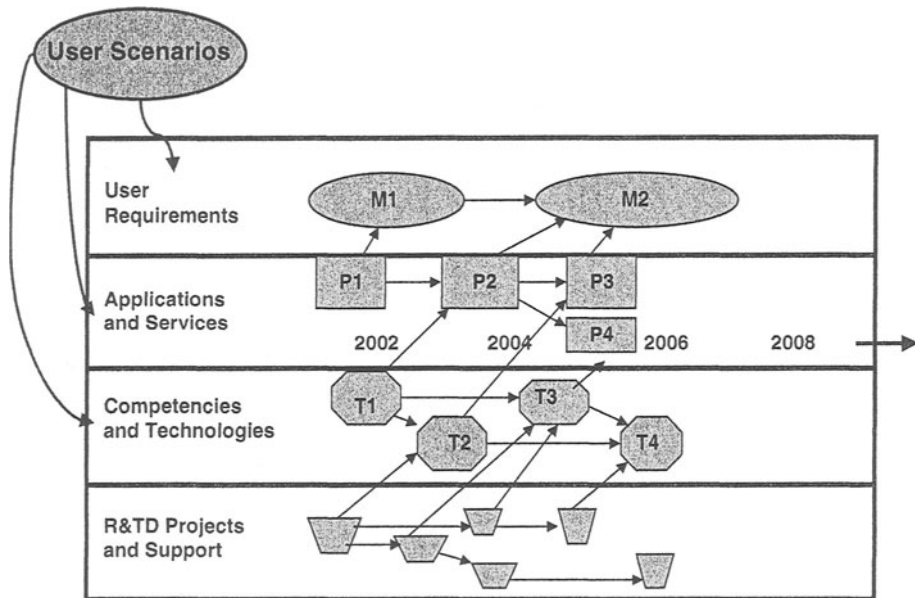 User Scenarios
User
Requirements
M1
M2
Applications
and Services
P1
P2
P3
P4
2002
2004
2006
2008
Competencies
and Technologies
T1
T2
T3
T4
R&TD Projects
and Support